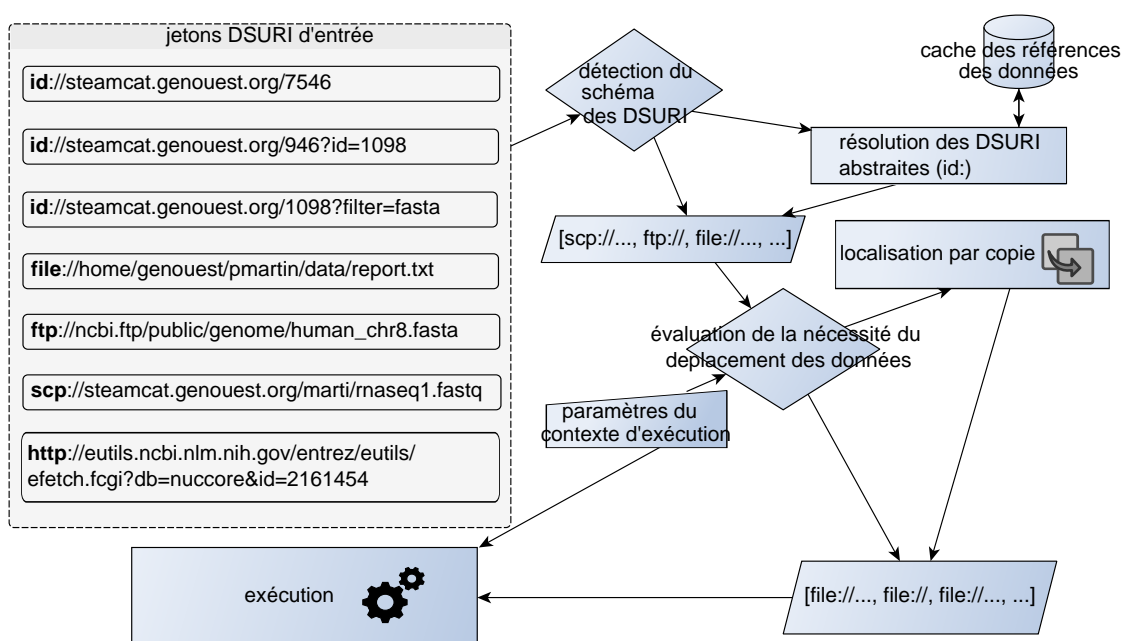 jetons DSURI d'entrée
id://steamcat.genouest.org/7546
id://steamcat.genouest.org/946?id=1098
id://steamcat.genouest.org/1098?filter=fasta
file://home/genouest/pmartin/data/report.txt
ftp://ncbi.ftp/public/genome/human_chr8.fasta
scp://steamcat.genouest.org/marti/rnaseq1.fastq
http://eutils.ncbi.nlm.nih.gov/entrez/eutils/
efetch.fcgi?db=nuccore&id=2161454
détection du
schéma
des DSURI
cache des références
des données
résolution des DSURI
abstraites (id:)
[scp://..., ftp://, file://..., ...]
localisation par copie
évaluation de la nécessité du
deplacement des données
paramètres du
contexte d'exécution
exécution
[file://..., file://, file://..., ...]